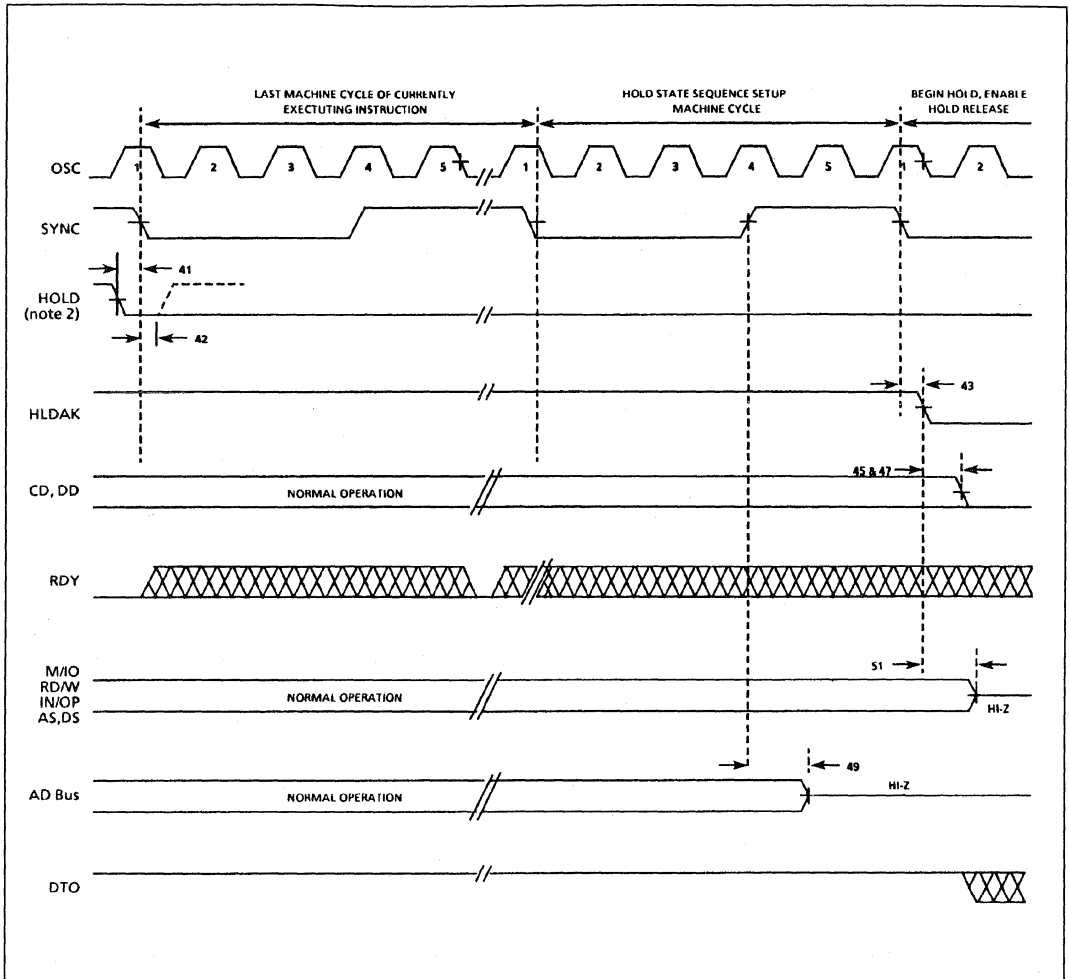 LAST MACHINE CYCLE OF CURRENTLY
EXECTUTING INSTRUCTION
HOLD STATE SEQUENCE SETUP
MACHINE CYCLE
BEGIN HOLD, ENABLE
HOLD RELEASE
OSC
1 2 3 4 5 1 2 3 4 5 1 2
SYNC
41
HOLD
(note 2)
42
HLDAK
43
45 & 47
CD, DD
NORMAL OPERATION
RDY
51
M/IO
RD/W
IN/OP
AS,DS
NORMAL OPERATION
HI-Z
49
AD Bus
NORMAL OPERATION
HI-Z
DTO